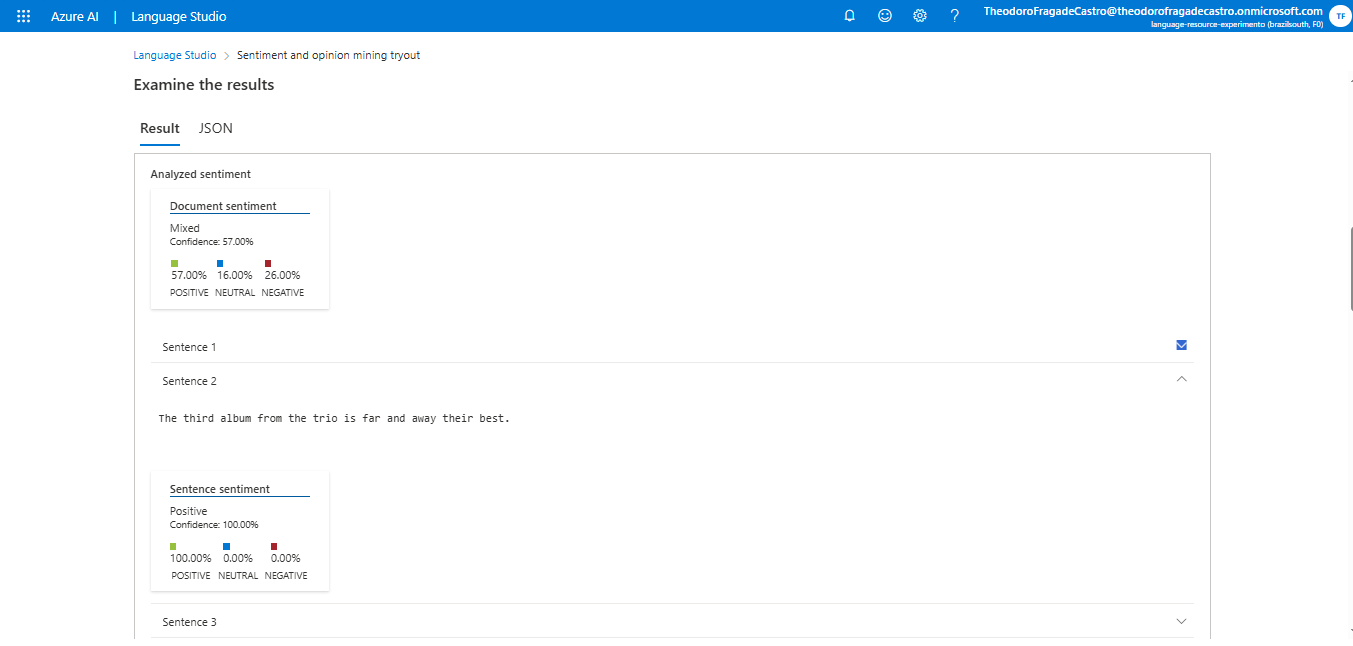 Azure AI | Language Studio
TheodoroFragadeCastro@theodorofragadecastro.onmicrosoft.com
language-resource-experimento (brazilsouth, F0)
TF
Language Studio > Sentiment and opinion mining tryout
Examine the results
Result JSON
Analyzed sentiment
Document sentiment
Mixed
Confidence: 57.00%
57.00% 16.00% 26.00%
POSITIVE NEUTRAL NEGATIVE
Sentence 1
Sentence 2
The third album from the trio is far and away their best.
Sentence sentiment
Positive
Confidence: 100.00%
100.00% 0.00% 0.00%
POSITIVE NEUTRAL NEGATIVE
Sentence 3